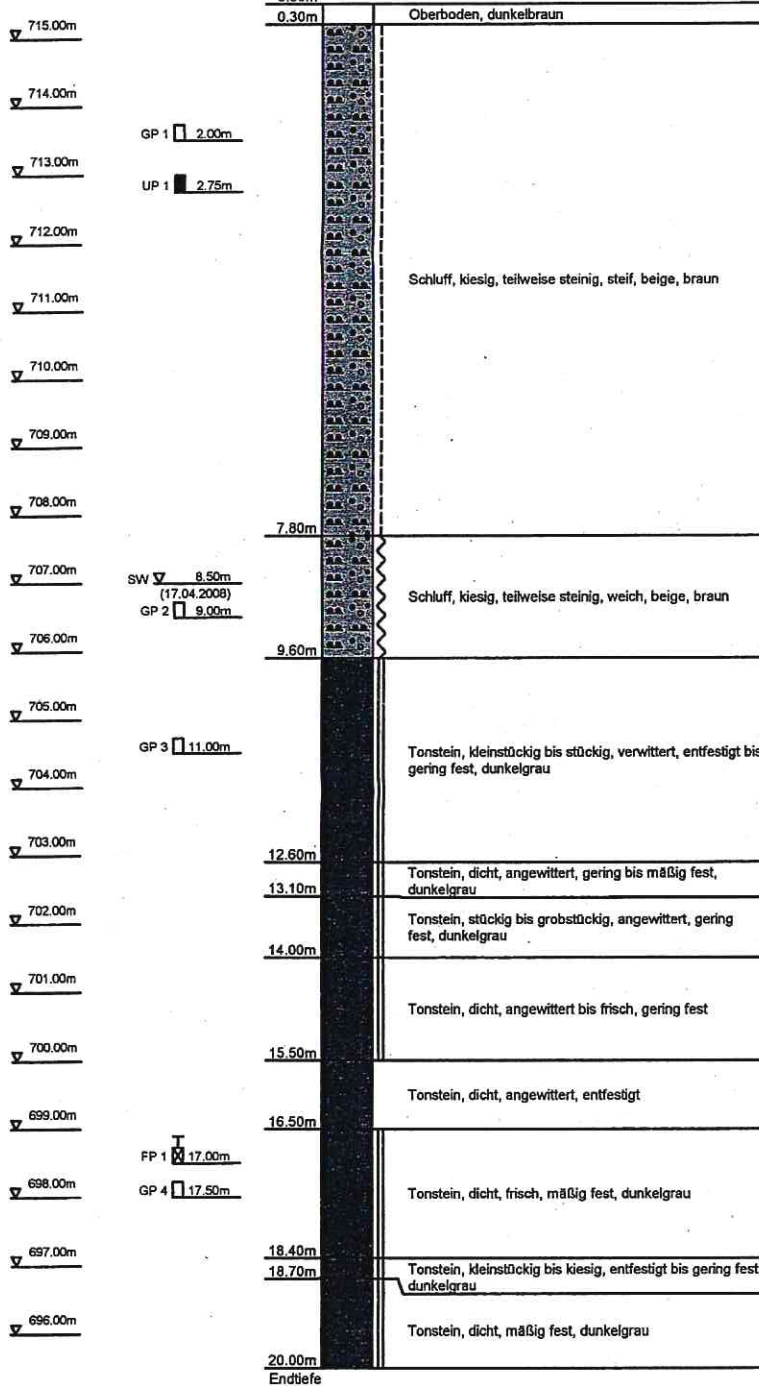 0.30m
Oberboden, dunkelbraun
715.00m
714.00m
GP 1 2.00m
713.00m
UP 1 2.75m
712.00m
Schluff, kiesig, teilweise steinig, steif, beige, braun
711.00m
710.00m
709.00m
708.00m
7.80m
707.00m
SW 8.50m
(17.04.2008)
Schluff, kiesig, teilweise steinig, weich, beige, braun
GP 2 9.00m
706.00m
9.60m
705.00m
GP 3 11.00m
Tonstein, kleinstückig bis stückig, verwittert, entfestigt bis
gering fest, dunkelgrau
704.00m
703.00m
12.60m
Tonstein, dicht, angewittert, gering bis mäßig fest,
dunkelgrau
13.10m
702.00m
Tonstein, stückig bis grobstückig, angewittert, gering
fest, dunkelgrau
14.00m
701.00m
Tonstein, dicht, angewittert bis frisch, gering fest
700.00m
15.50m
Tonstein, dicht, angewittert, entfestigt
699.00m
16.50m
FP 1 17.00m
698.00m
GP 4 17.50m
Tonstein, dicht, frisch, mäßig fest, dunkelgrau
697.00m
18.40m
Tonstein, kleinstückig bis kiesig, entfestigt bis gering fest
18.70m
dunkelgrau
696.00m
Tonstein, dicht, mäßig fest, dunkelgrau
20.00m
Endtiefe